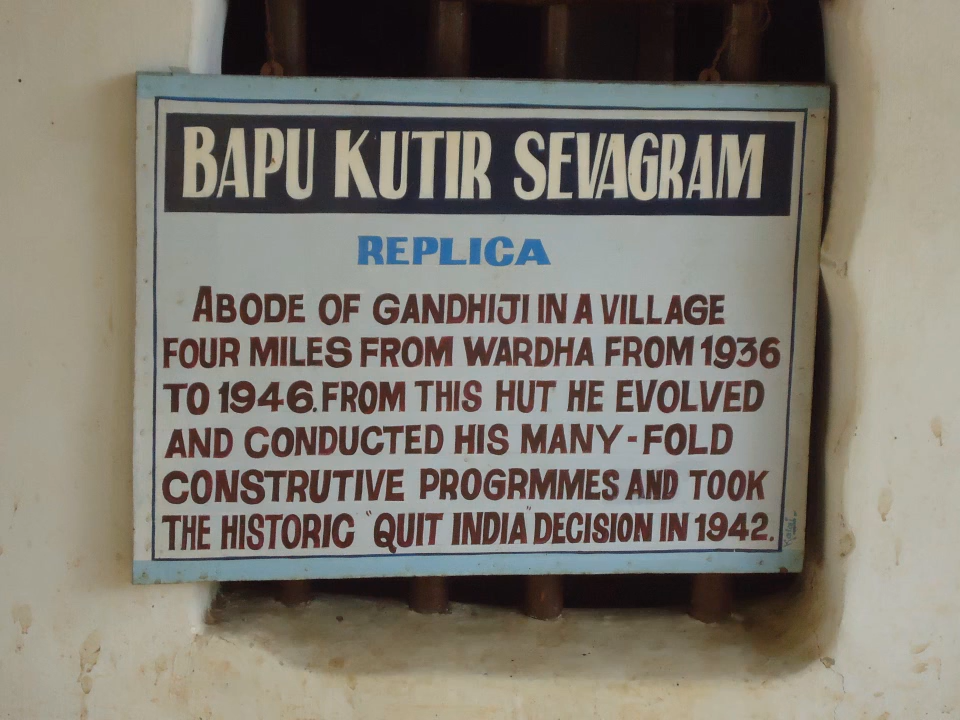 BAPU KUTIR SEVAGRAM
REPLICA
ABODE OF GANDHIJI IN A VILLAGE
FOUR MILES FROM WARDHA FROM 1936
TO 1946. FROM THIS HUT HE EVOLVED
AND CONDUCTED HIS MANY-FOLD
CONSTRUTIVE PROGRMMES AND TOOK
THE HISTORIC "QUIT INDIA" DECISION IN 1942.